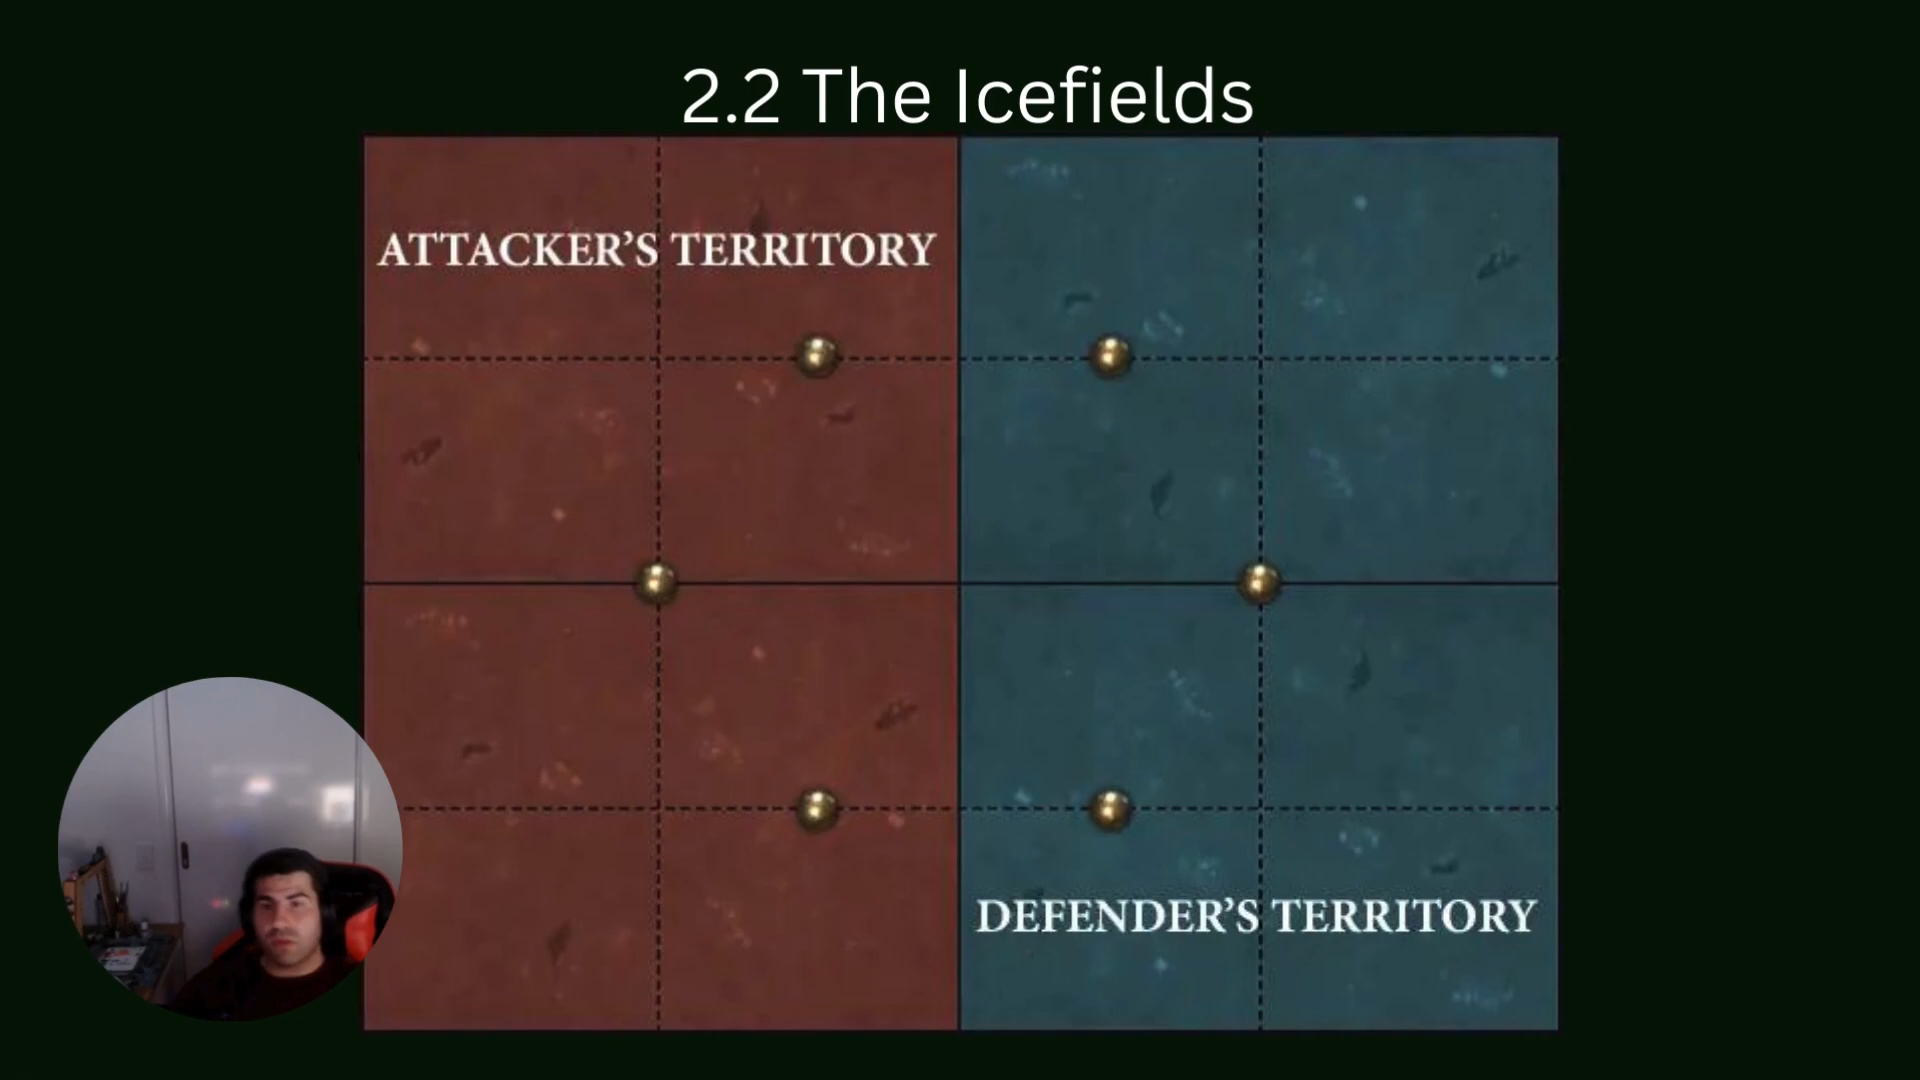 2.2 The Icefields
ATTACKER’S TERRITORY
DEFENDER’S TERRITORY